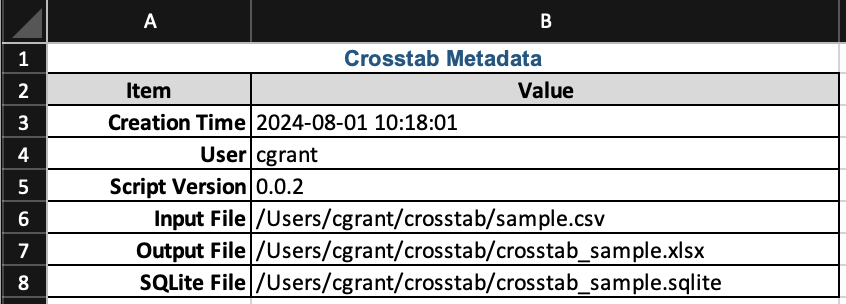 A B
1 Crosstab Metadata
2 Item Value
3 Creation Time 2024-08-01 10:18:01
4 User cgrant
5 Script Version 0.0.2
6 Input File /Users/cgrant/crosstab/sample.csv
7 Output File /Users/cgrant/crosstab/crosstab_sample.xlsx
8 SQLite File /Users/cgrant/crosstab/crosstab_sample.sqlite